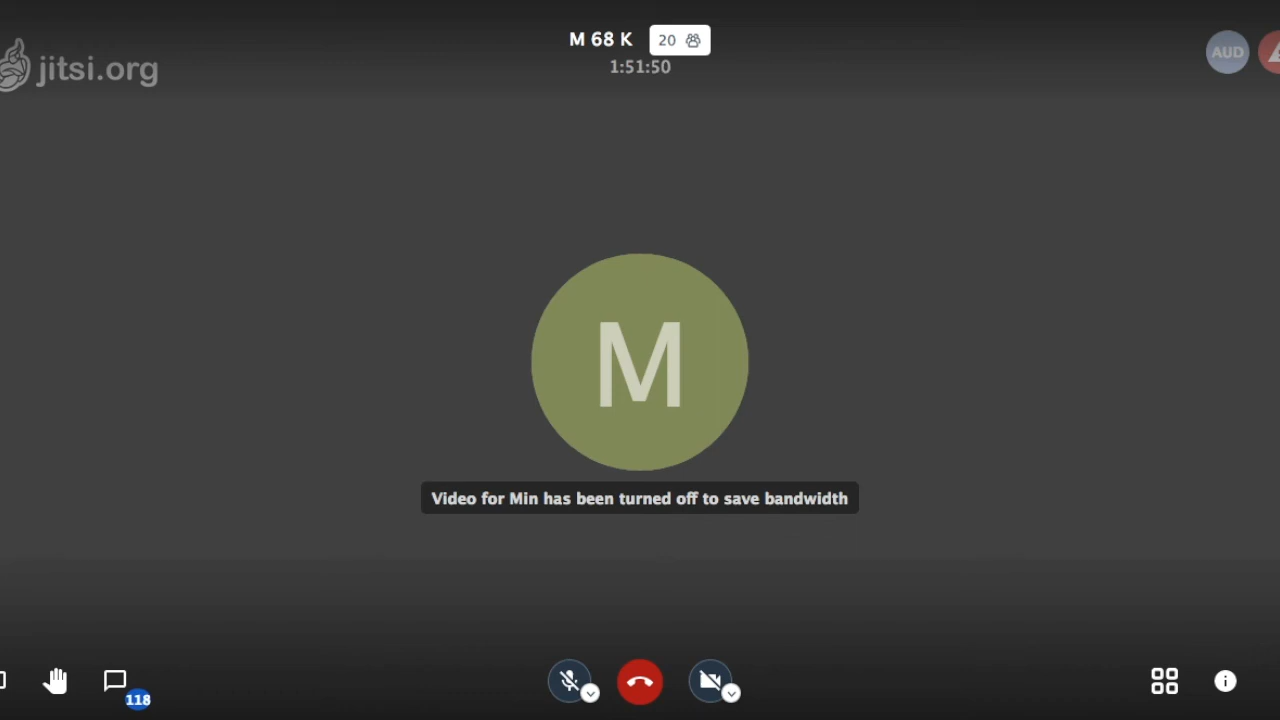 M 68 K 20
1:51:50
jitsi.org
AUD
M
Video for Min has been turned off to save bandwidth
118